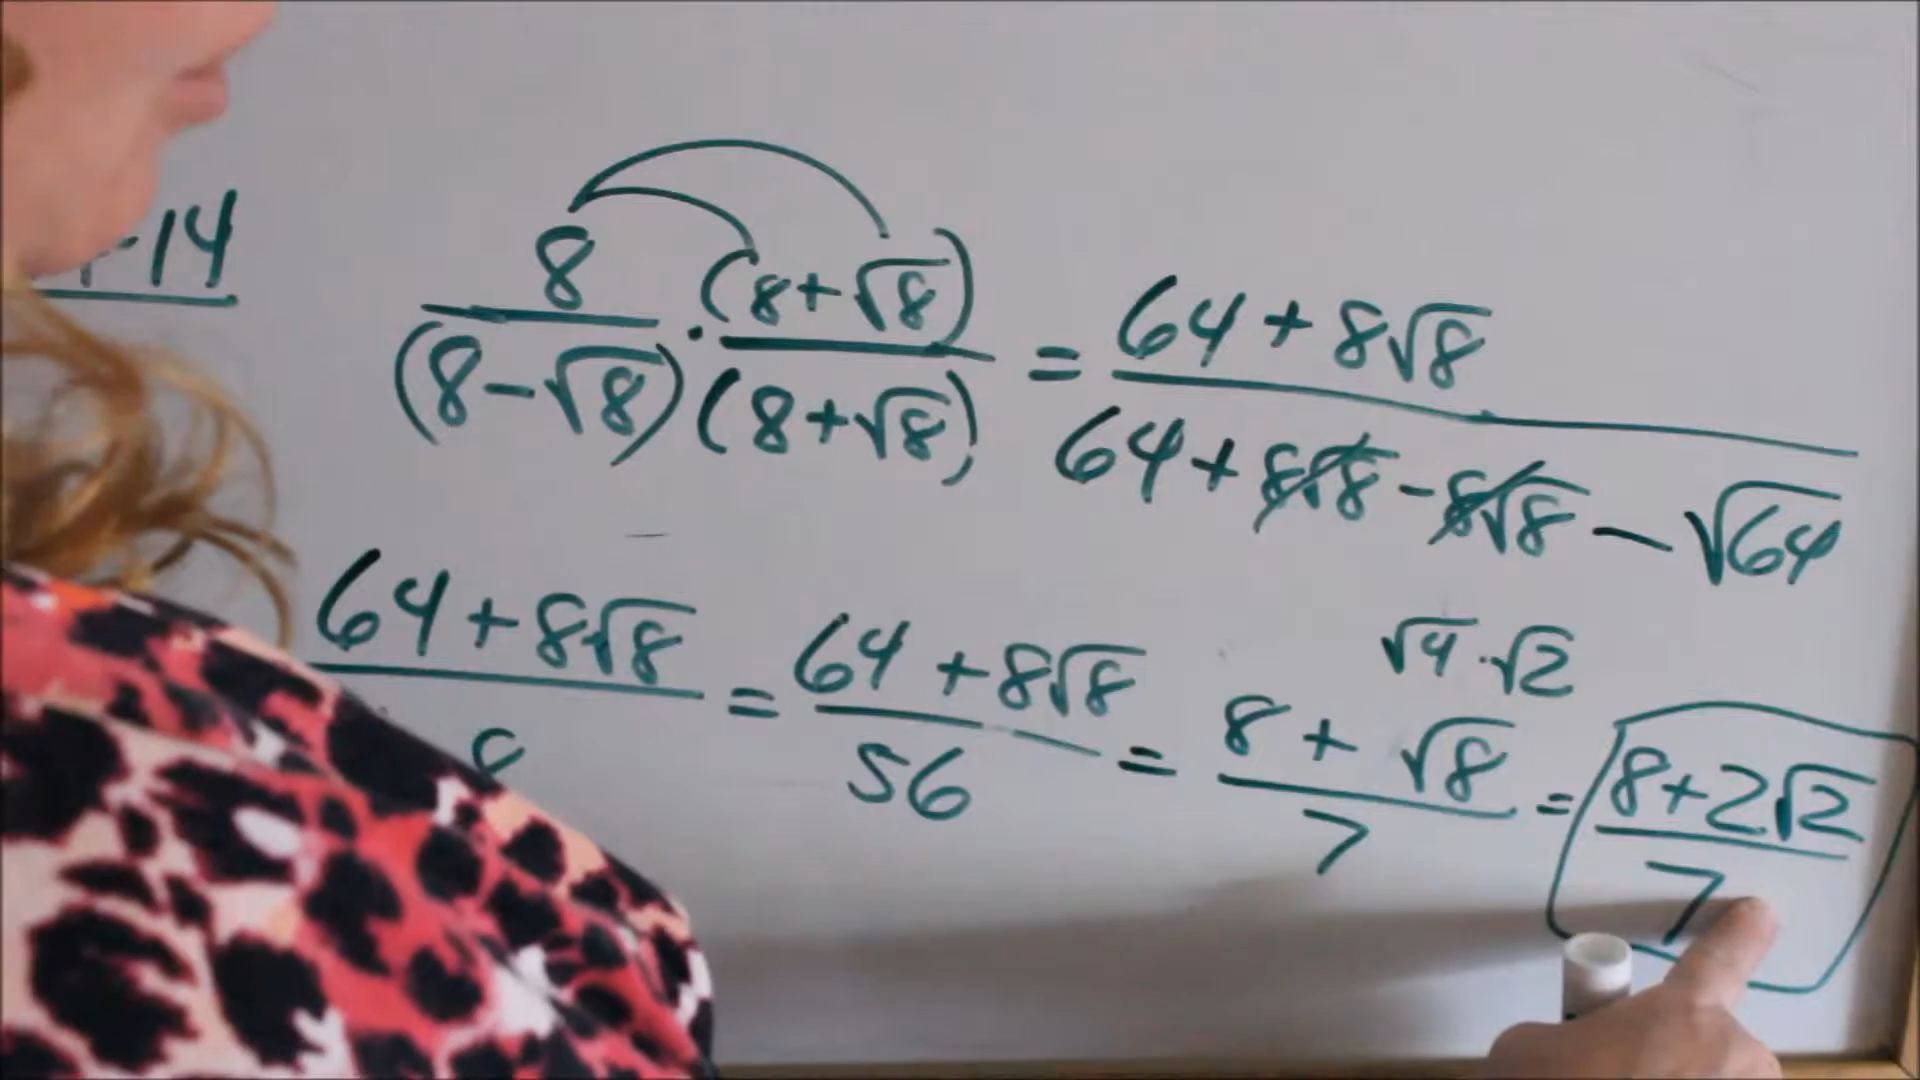 -14
8/(8-√8) · (8+√8)/(8+√8) = (64+8√8)/(64+8√8-8√8-√64)
√4·√2
(64+8√8)/8 = (64+8√8)/56 = (8+√8)/7 = (8+2√2)/7